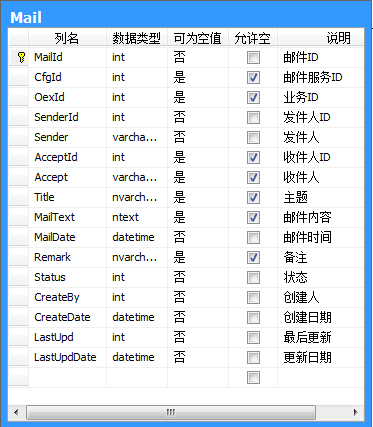 Mail
列名 数据类型 可为空值 允许空 说明
MailId int 否 邮件ID
CfgId int 是 邮件服务ID
OexId int 是 业务ID
SenderId int 否 发件人ID
Sender varcha... 否 发件人
AcceptId int 是 收件人ID
Accept varcha... 是 收件人
Title nvarch... 是 主题
MailText ntext 是 邮件内容
MailDate datetime 否 邮件时间
Remark nvarch... 是 备注
Status int 否 状态
CreateBy int 否 创建人
CreateDate datetime 否 创建日期
LastUpd int 否 最后更新
LastUpdDate datetime 否 更新日期